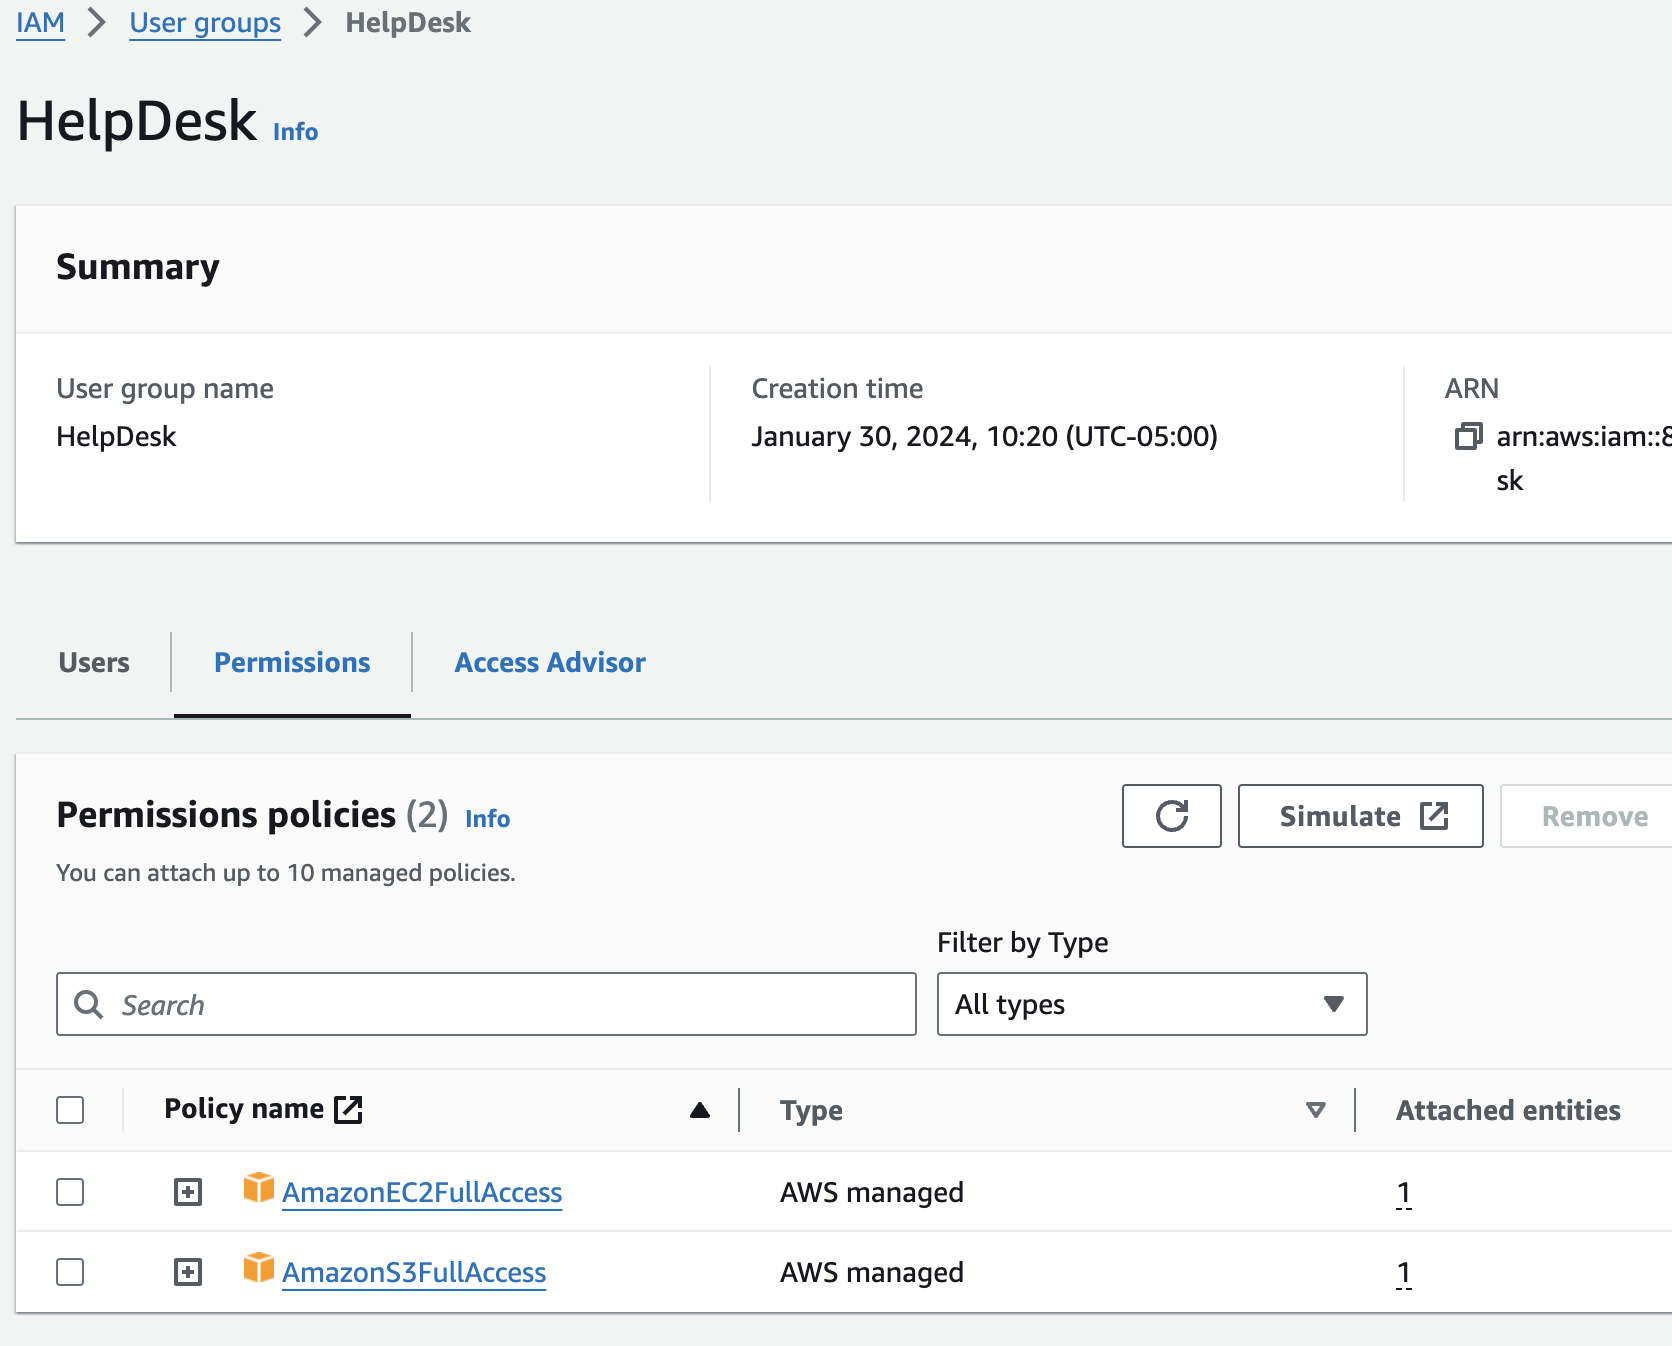 IAM > User groups > HelpDesk
HelpDesk Info
Summary
User group name
HelpDesk
Creation time
January 30, 2024, 10:20 (UTC-05:00)
ARN
arn:aws:iam::8
sk
Users
Permissions
Access Advisor
Permissions policies (2) Info
You can attach up to 10 managed policies.
Simulate
Remove
Filter by Type
Search
All types
Policy name
Type
Attached entities
AmazonEC2FullAccess
AWS managed
1
AmazonS3FullAccess
AWS managed
1